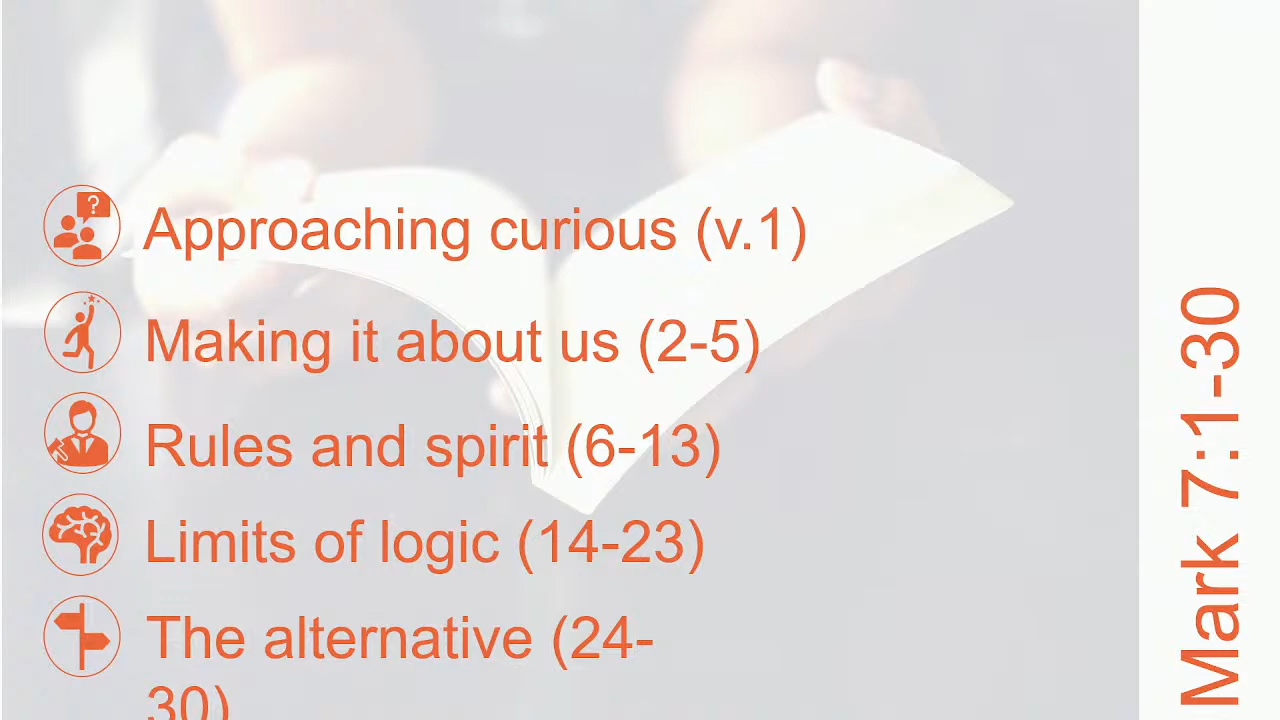 Approaching curious (v.1)
Making it about us (2-5)
Rules and spirit (6-13)
Limits of logic (14-23)
The alternative (24-
30)
Mark 7:1-30
?